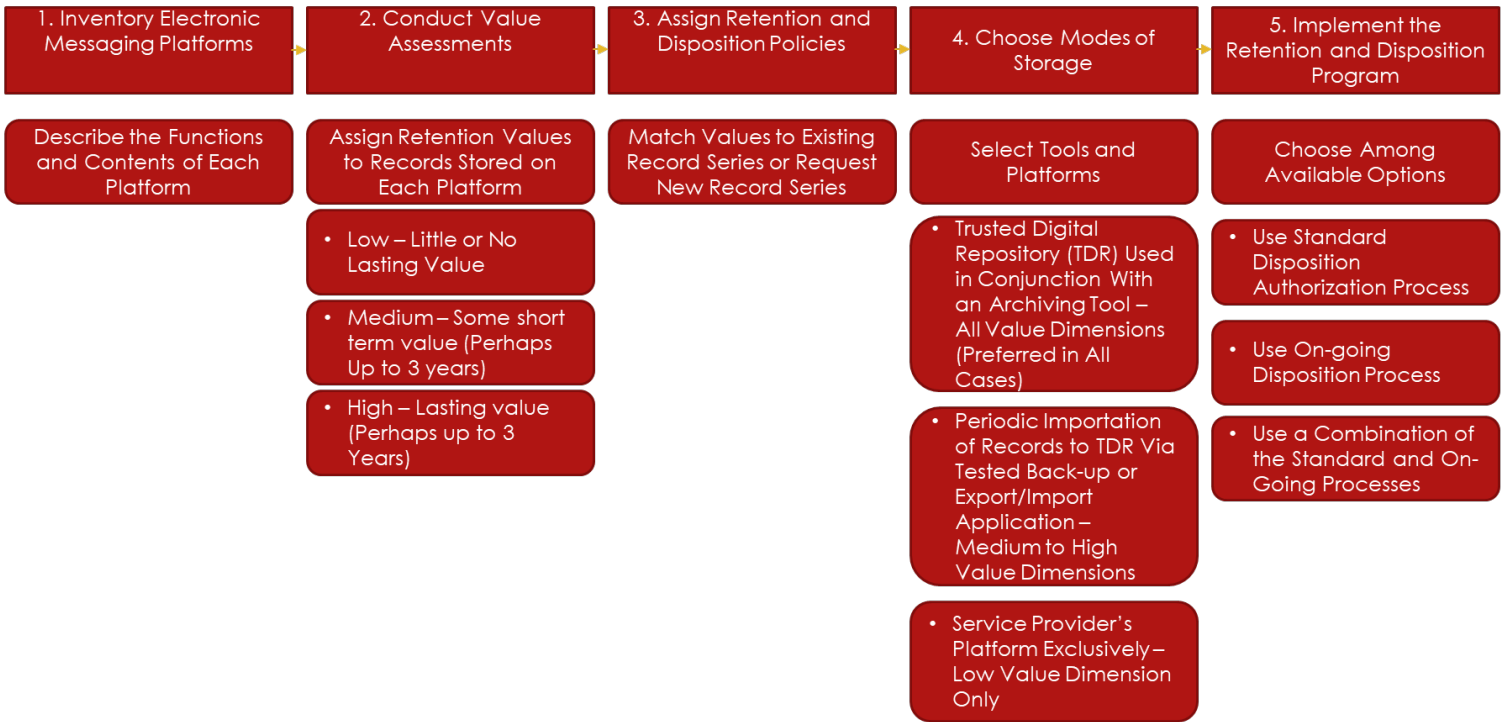 1. Inventory Electronic
Messaging Platforms
2. Conduct Value
Assessments
3. Assign Retention and
Disposition Policies
4. Choose Modes of
Storage
5. Implement the
Retention and Disposition
Program
Describe the Functions
and Contents of Each
Platform
Assign Retention Values
to Records Stored on
Each Platform
• Low – Little or No
Lasting Value
• Medium – Some short
term value (Perhaps
Up to 3 years)
• High – Lasting value
(Perhaps up to 3
Years)
Match Values to Existing
Record Series or Request
New Record Series
Select Tools and
Platforms
• Trusted Digital
Repository (TDR) Used
in Conjunction With
an Archiving Tool –
All Value Dimensions
(Preferred in All
Cases)
• Periodic Importation
of Records to TDR Via
Tested Back-up or
Export/Import
Application –
Medium to High
Value Dimensions
• Service Provider’s
Platform Exclusively –
Low Value Dimension
Only
Choose Among
Available Options
• Use Standard
Disposition
Authorization Process
• Use On-going
Disposition Process
• Use a Combination of
the Standard and On-
Going Processes